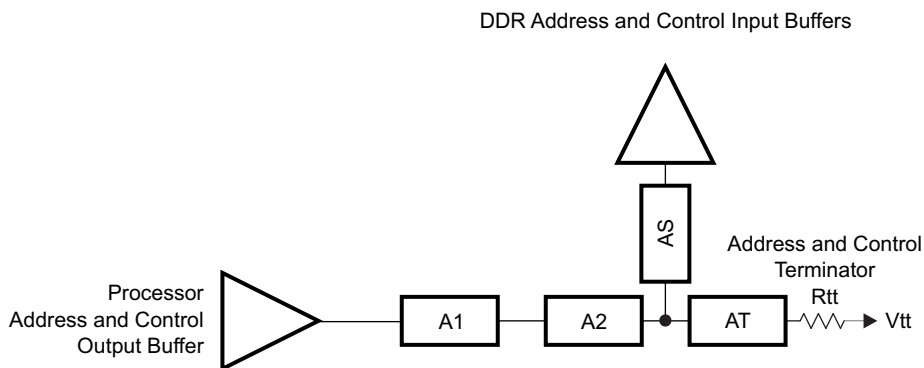 DDR Address and Control Input Buffers
AS
Address and Control
Terminator
Rtt
Processor
Address and Control
Output Buffer
A1
A2
AT
Vtt